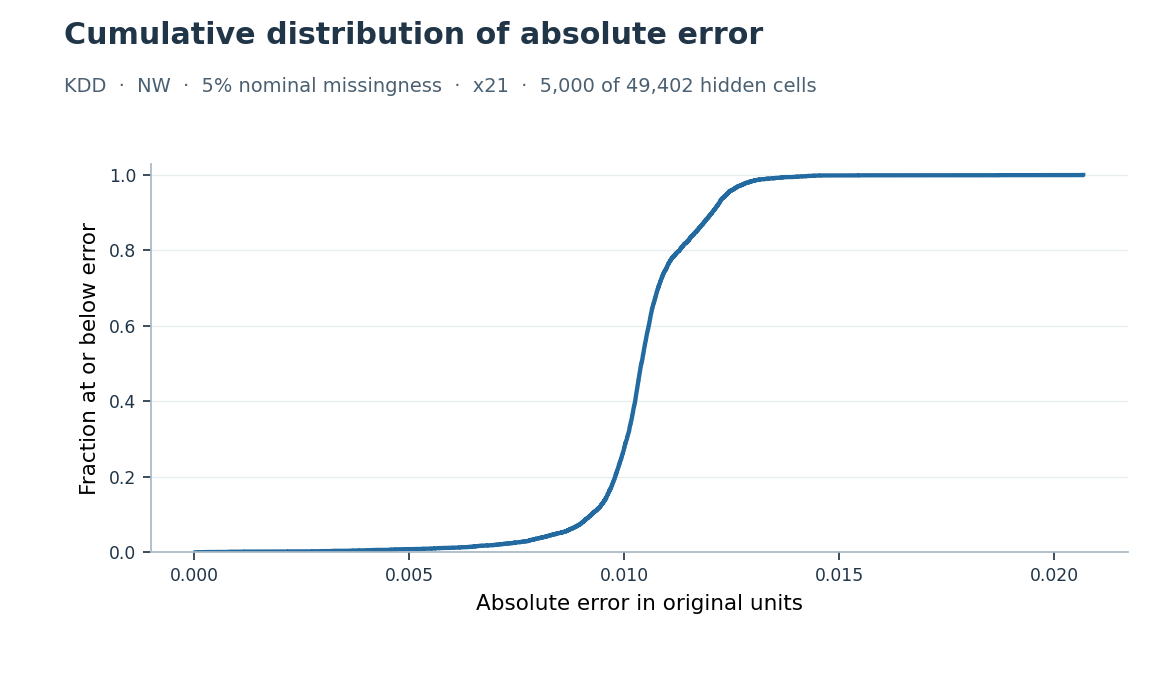 Cumulative distribution of absolute error
KDD · NW · 5% nominal missingness · x21 · 5,000 of 49,402 hidden cells
1.0
0.8
0.6
0.4
0.2
0.0
Fraction at or below error
0.000 0.005 0.010 0.015 0.020
Absolute error in original units